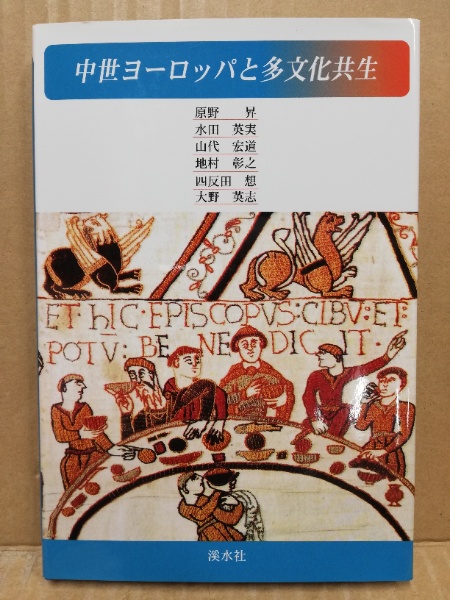 中世ヨーロッパと多文化共生
原野　昇
水田　英実
山代　宏道
地村　彰之
四反田　想
大野　英志
ET hIC·EPISCOPVS:CIBV:ET:
POTV: BE NE DIC IT·
溪水社